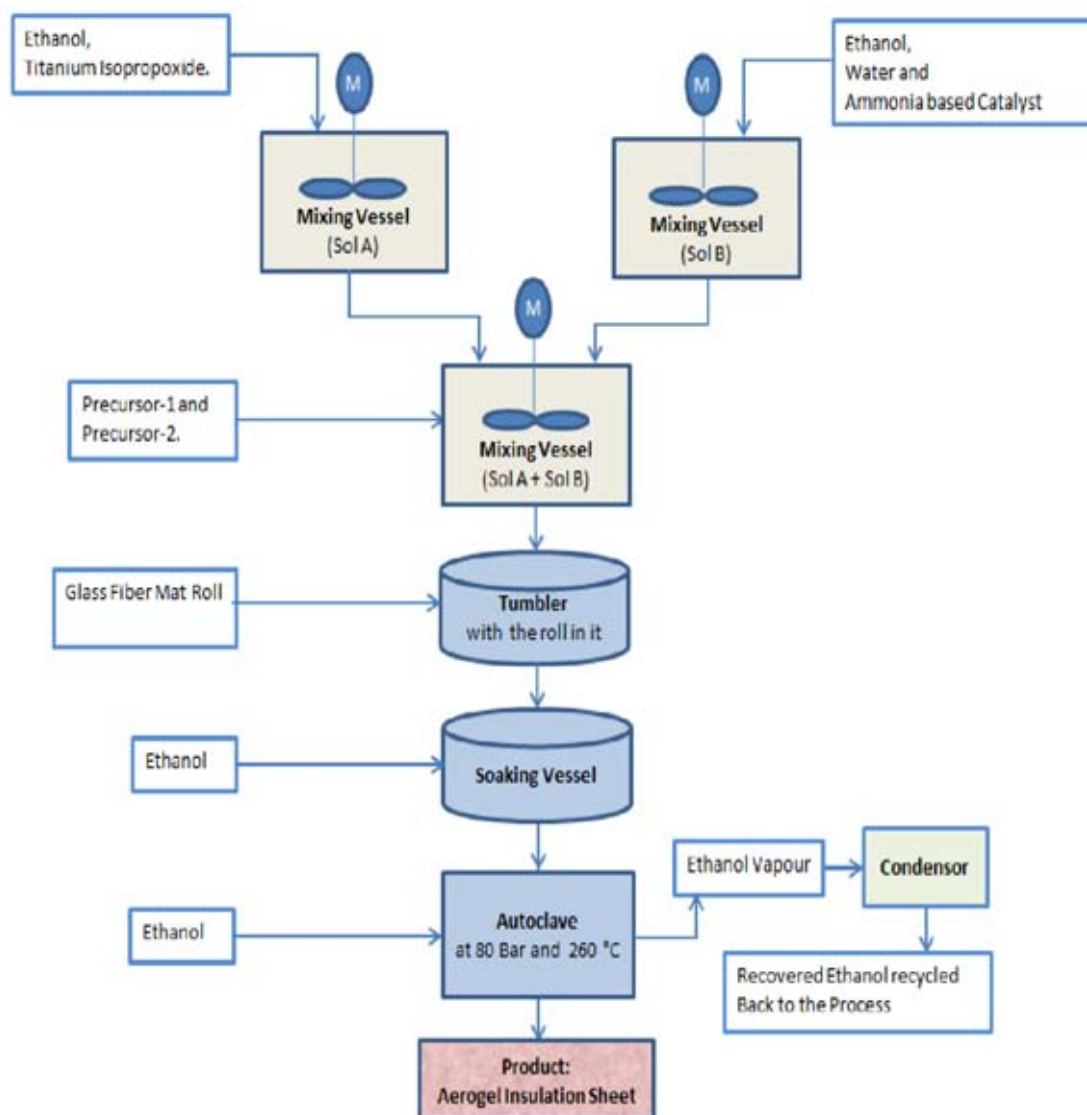 Ethanol,
Titanium Isopropoxide.
M
M
Ethanol,
Water and
Ammonia based Catalyst
Mixing Vessel
(Sol A)
Mixing Vessel
(Sol B)
M
Precursor-1 and
Precursor-2.
Mixing Vessel
(Sol A + Sol B)
Glass Fiber Mat Roll
Tumbler
with the roll in it
Ethanol
Soaking Vessel
Ethanol
Autoclave
at 80 Bar and 260 °C
Ethanol Vapour
Condensor
Recovered Ethanol recycled
Back to the Process
Product:
Aerogel Insulation Sheet